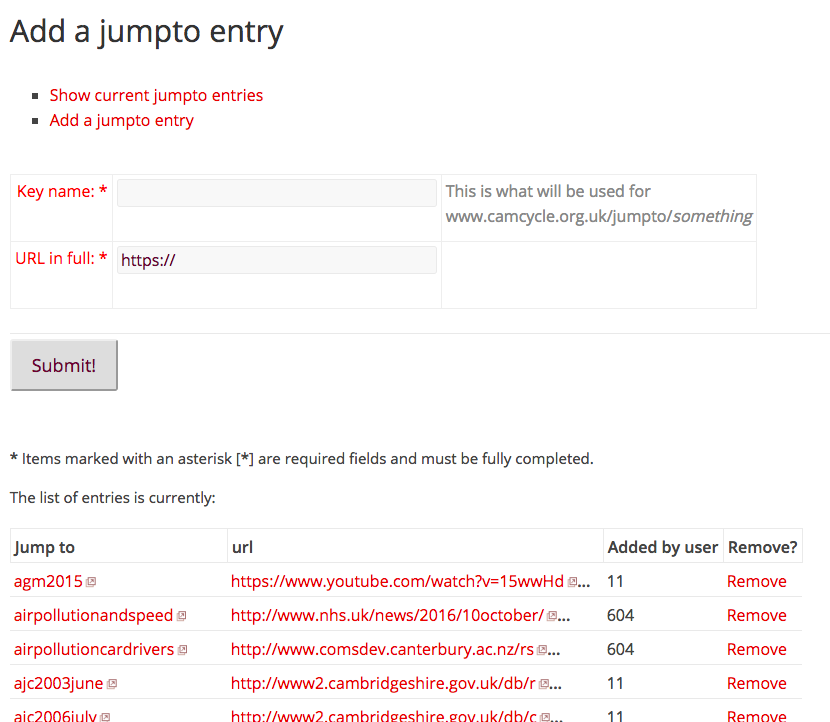 Add a jumpto entry
Show current jumpto entries
Add a jumpto entry
Key name: * This is what will be used for
www.camcycle.org.uk/jumpto/something
URL in full: * https://
Submit!
* Items marked with an asterisk [*] are required fields and must be fully completed.
The list of entries is currently:
Jump to url Added by user Remove?
agm2015 https://www.youtube.com/watch?v=15wwHd ... 11 Remove
airpollutionandspeed http://www.nhs.uk/news/2016/10october/ ... 604 Remove
airpollutioncardrivers http://www.comsdev.canterbury.ac.nz/rs ... 604 Remove
ajc2003june http://www2.cambridgeshire.gov.uk/db/r ... 11 Remove
ajc2006july http://www2.cambridgeshire.gov.uk/db/c ... 11 Remove